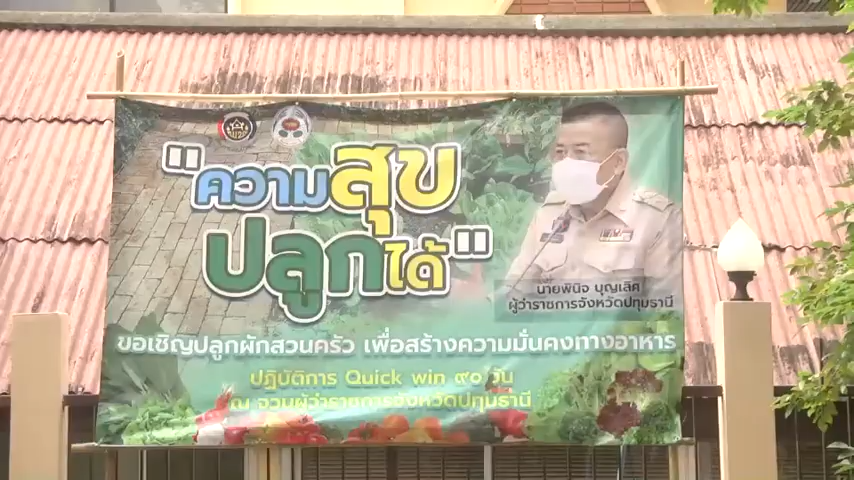 "ความสุข
ปลูกได้"
นายพินิจ บุญเลิศ
ผู้ว่าราชการจังหวัดปทุมธานี
ขอเชิญปลูกผักสวนครัว เพื่อสร้างความมั่นคงทางอาหาร
ปฏิบัติการ Quick win ๙๐ วัน
ณ จวนผู้ว่าราชการจังหวัดปทุมธานี